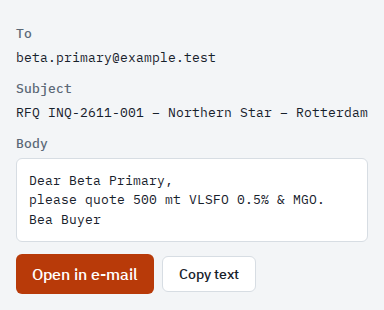 To
beta.primary@example.test
Subject
RFQ INQ-2611-001 – Northern Star – Rotterdam
Body
Dear Beta Primary,
please quote 500 mt VLSFO 0.5% & MGO.
Bea Buyer
Open in e-mail
Copy text